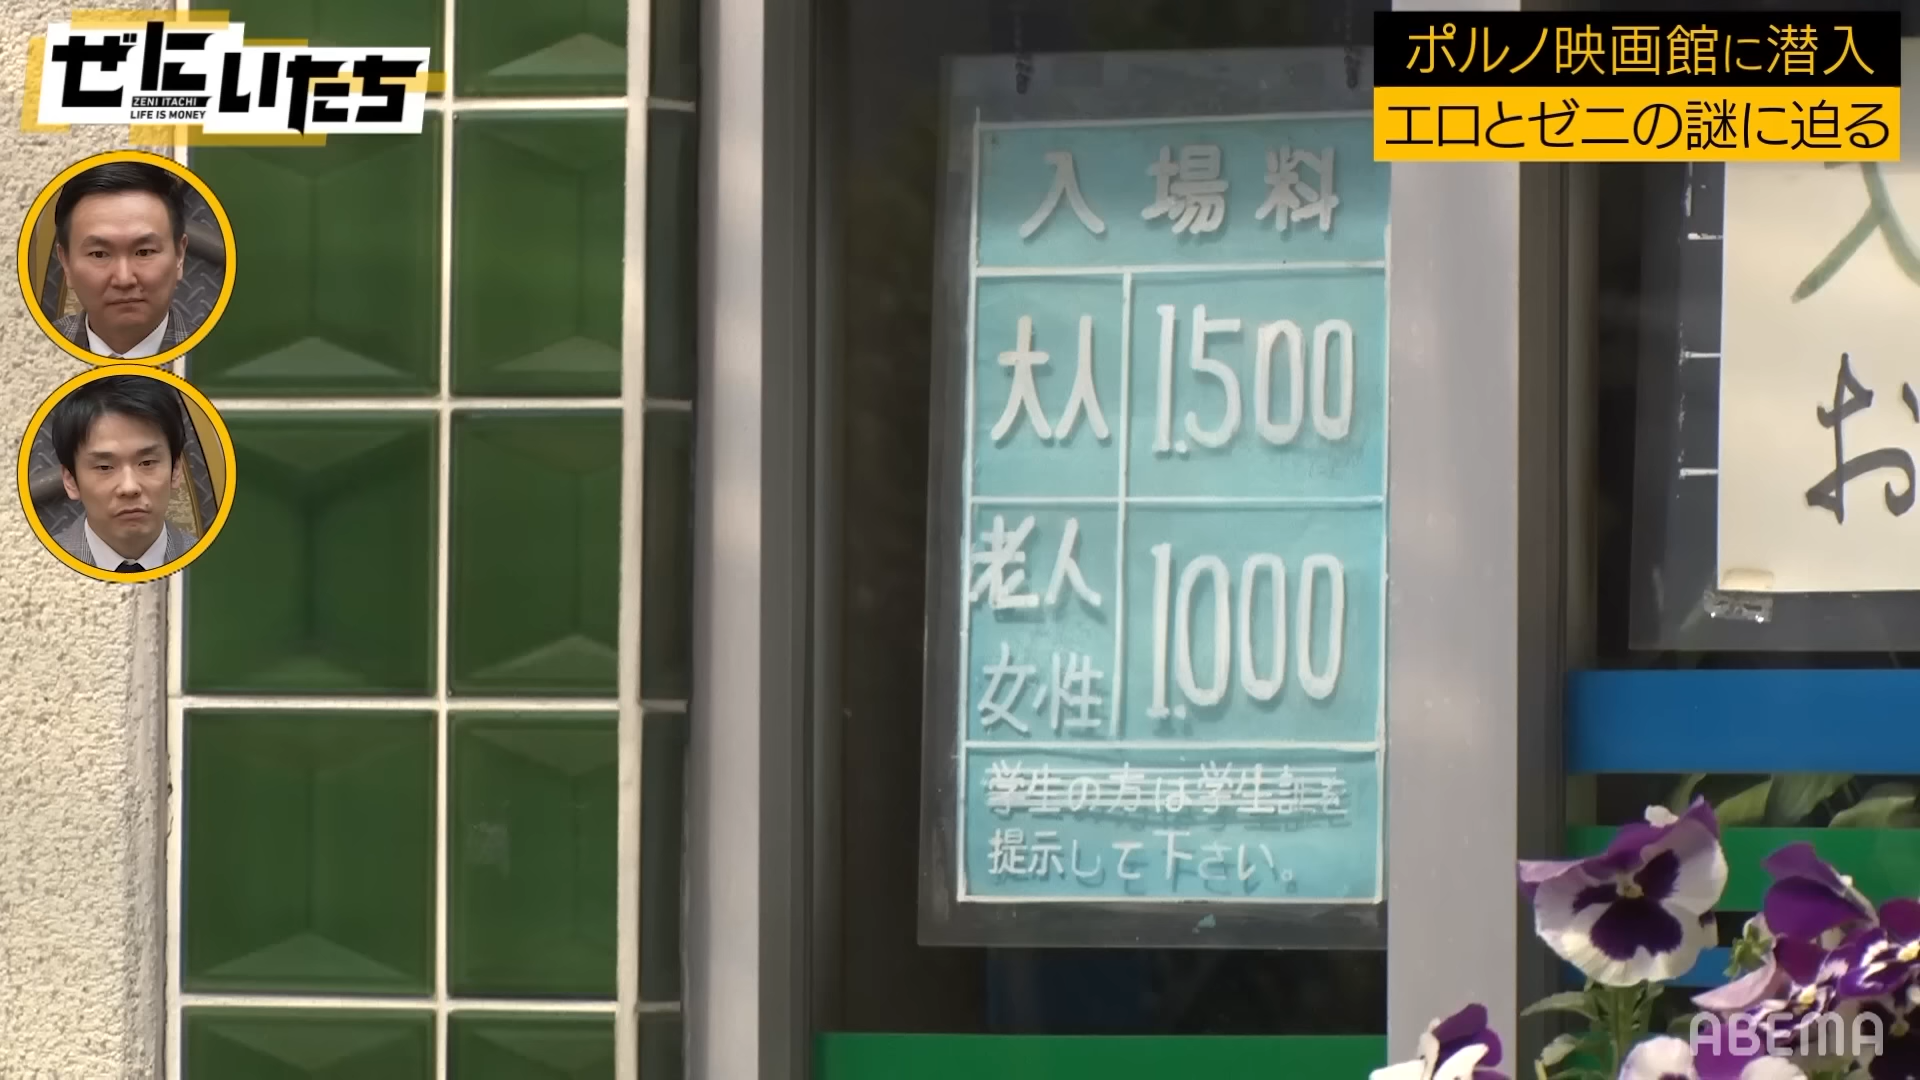 ぜにいたち
ZENI ITACHI
LIFE IS MONEY
ポルノ映画館に潜入
エロとゼニの謎に迫る
入場料
大人 1,500
老人
女性 1,000
学生の方は学生証を
提示して下さい。
入
お
ABEMA